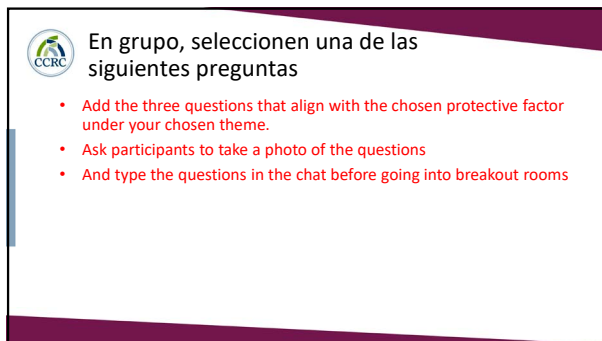 CCRC
En grupo, seleccionen una de las
siguientes preguntas
• Add the three questions that align with the chosen protective factor
under your chosen theme.
• Ask participants to take a photo of the questions
• And type the questions in the chat before going into breakout rooms